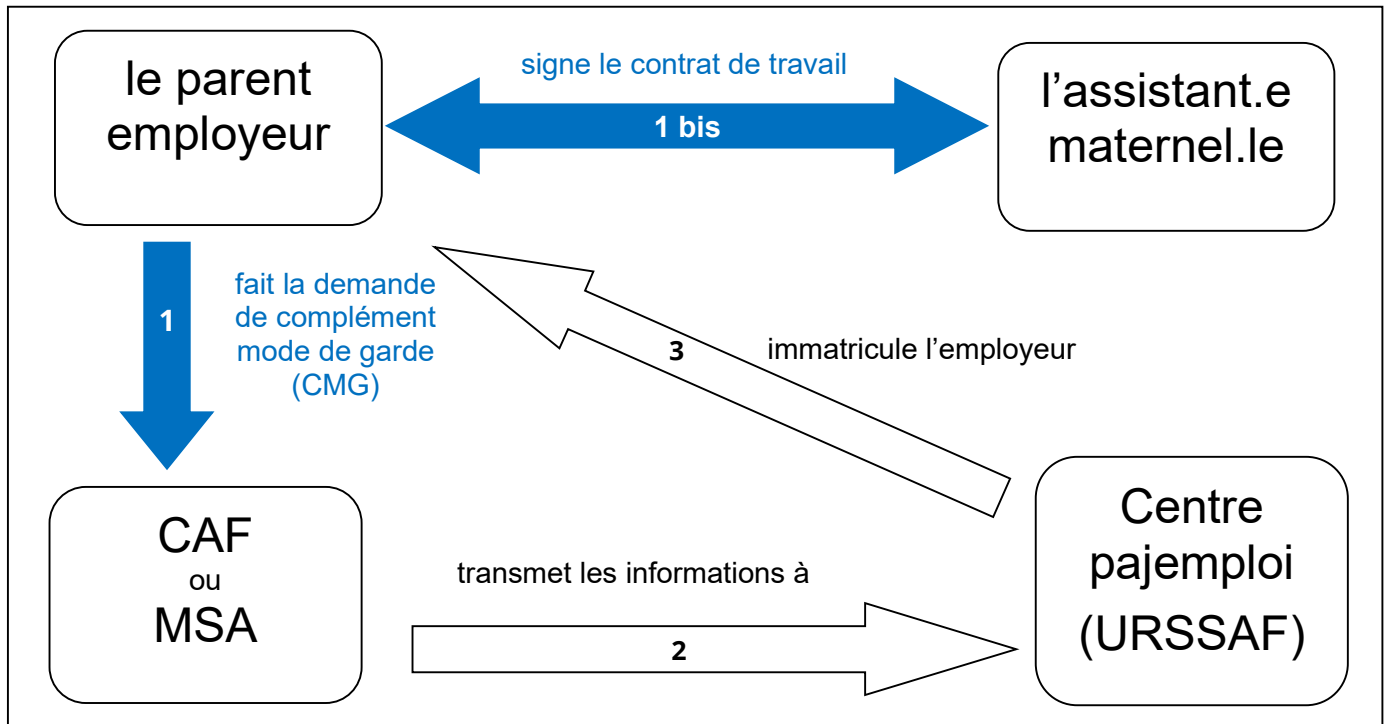 le parent
employeur
signe le contrat de travail
1 bis
l’assistant.e
maternel.le
1
fait la demande
de complément
mode de garde
(CMG)
3
immatricule l’employeur
CAF
ou
MSA
transmet les informations à
2
Centre
pajemploi
(URSSAF)